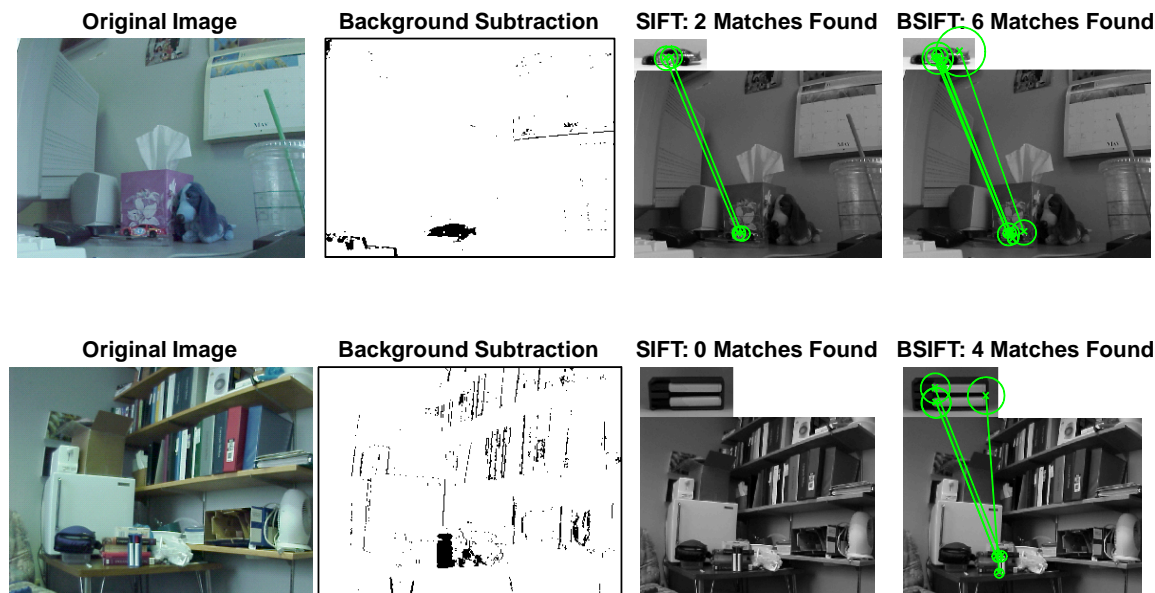 Original Image
Background Subtraction
SIFT: 2 Matches Found
BSIFT: 6 Matches Found
MAY
Original Image
Background Subtraction
SIFT: 0 Matches Found
BSIFT: 4 Matches Found